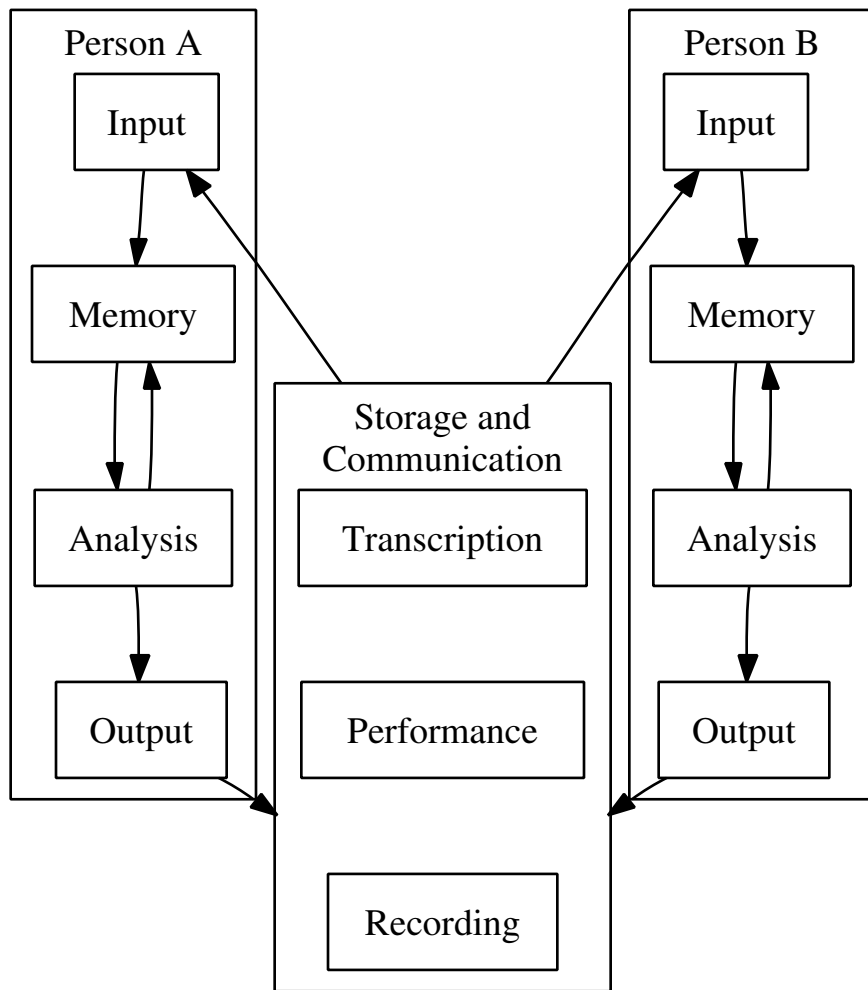 Person A
Input
Memory
Analysis
Output
Storage and
Communication
Transcription
Performance
Recording
Person B
Input
Memory
Analysis
Output